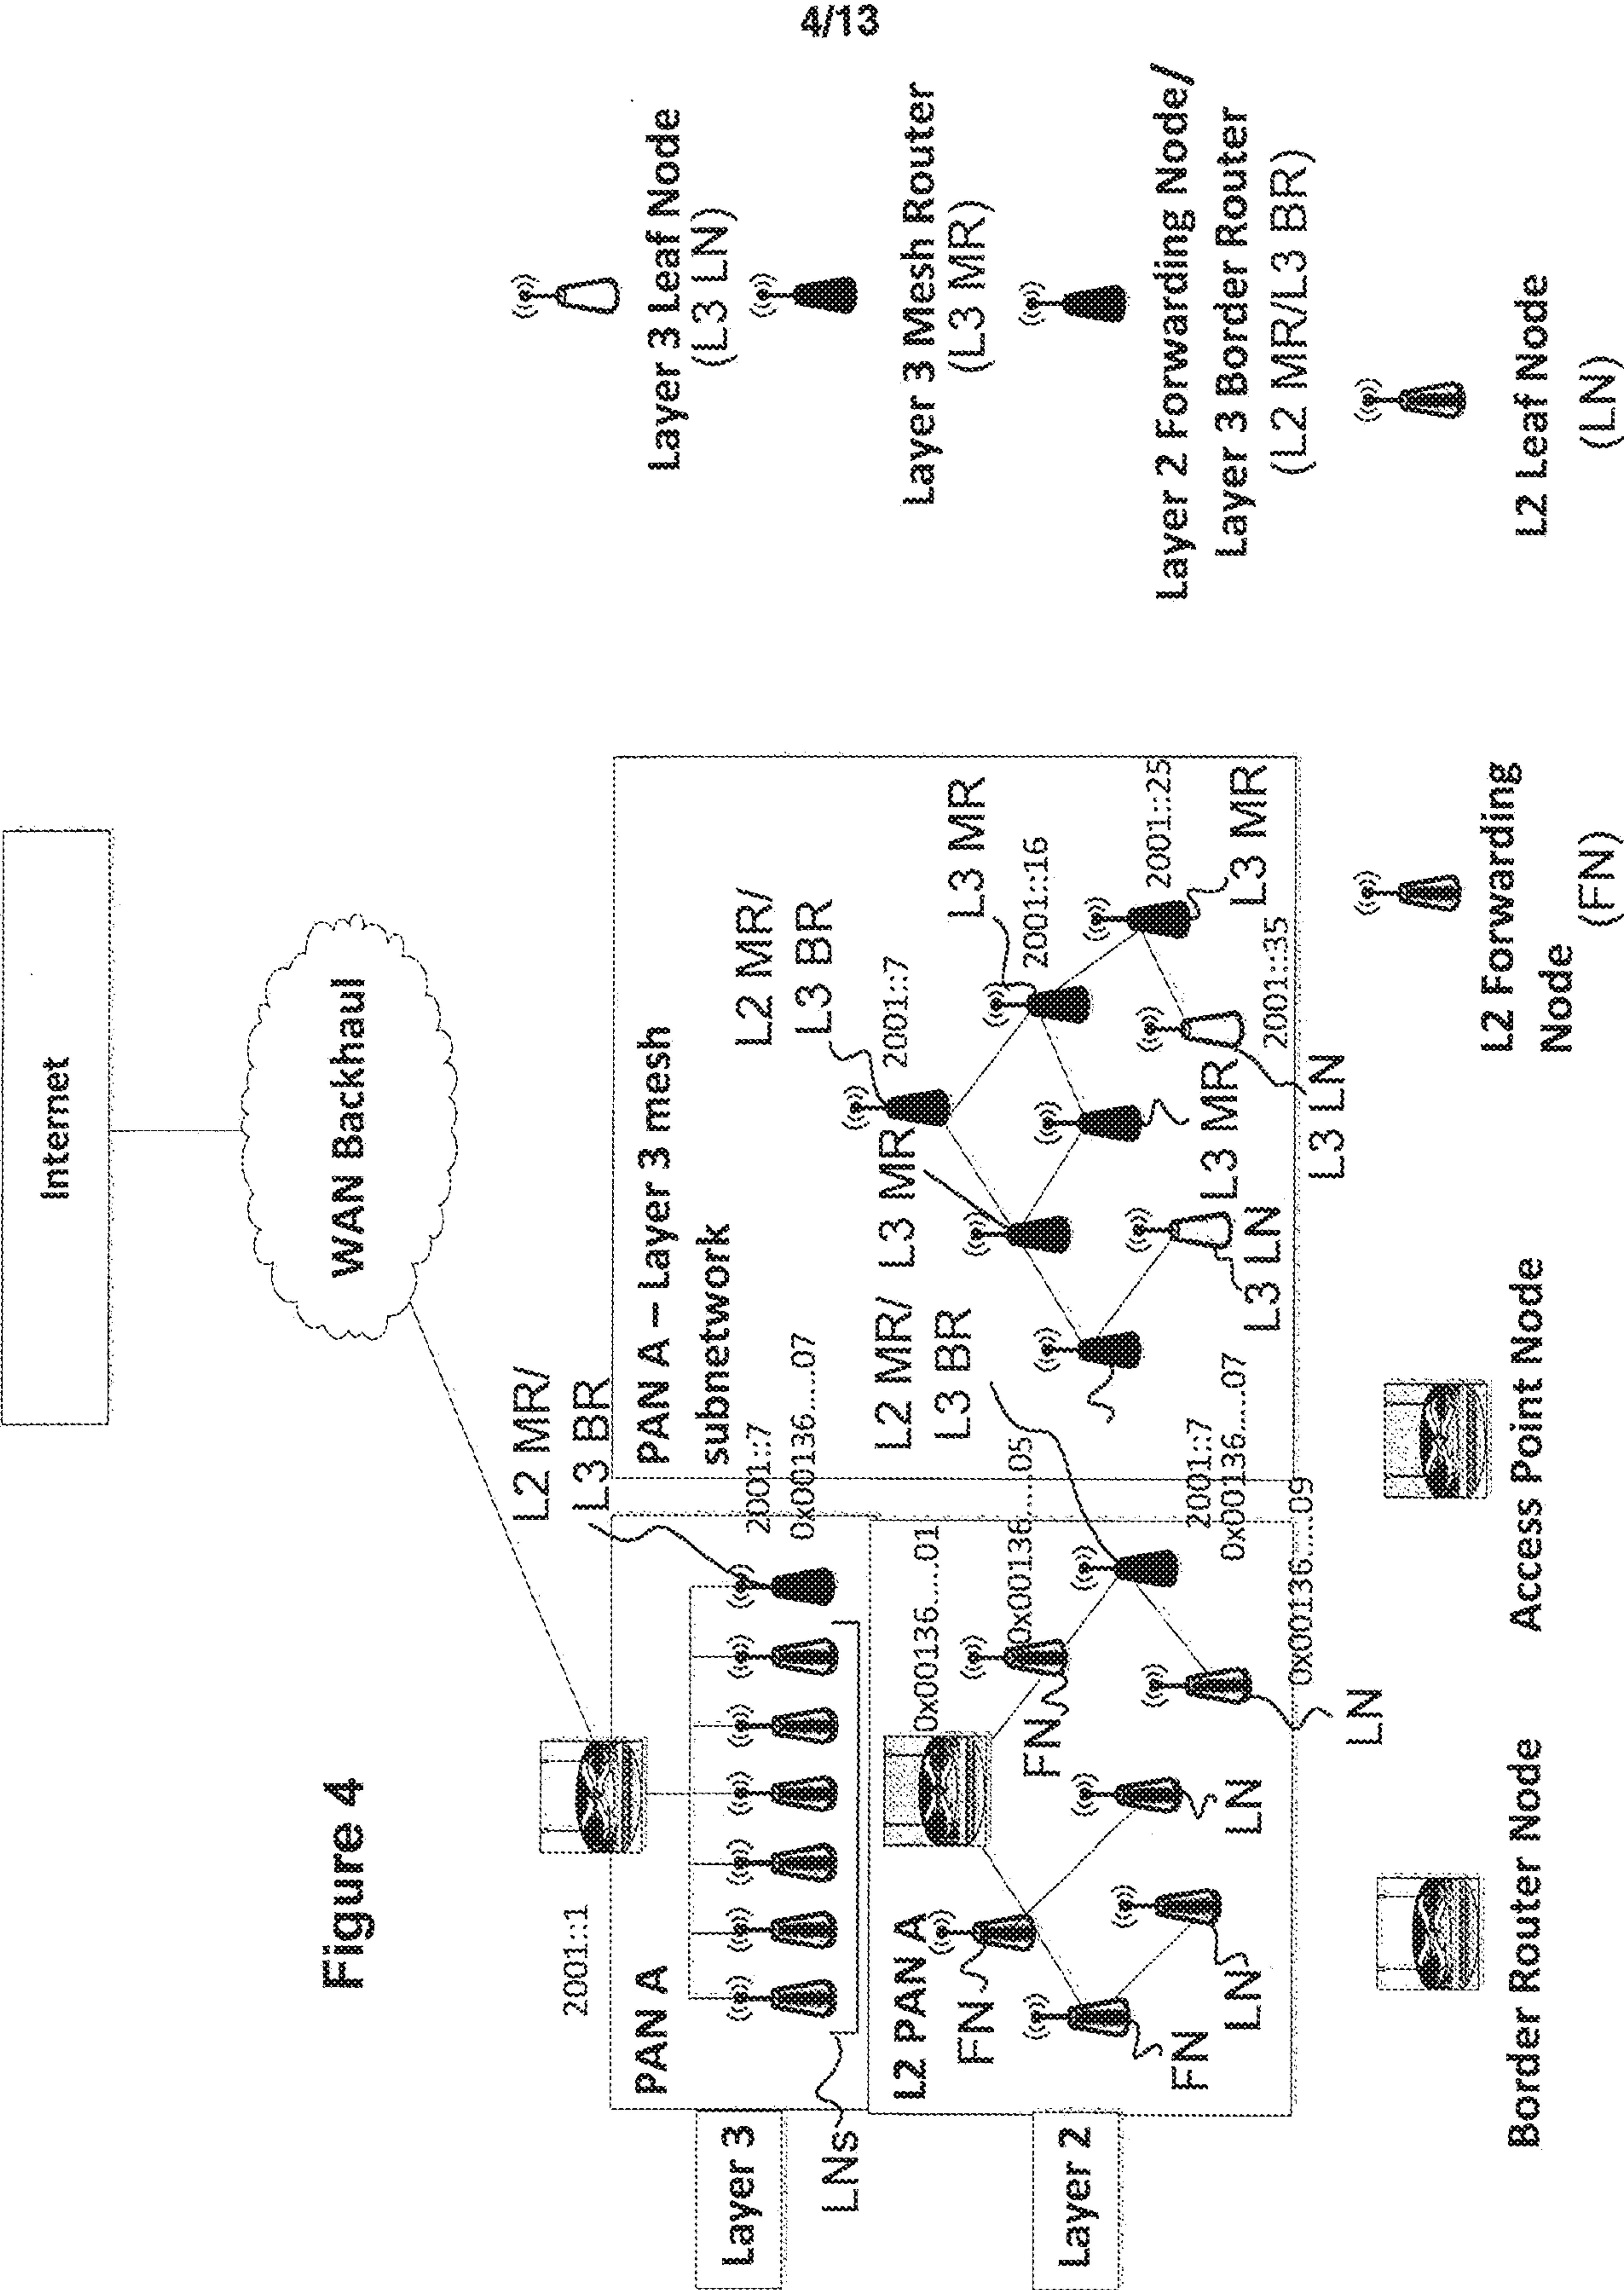 4/13
Figure 4
Internet
WAN Backhaul
2001::1
L2 MR/
L3 BR
Layer 3
PAN A
2001::7
0x00136....07
LNs
Layer 2
L2 PAN A
0x00136....01
FN
FN
FN
0x00136....05
L2 MR/
L3 BR
2001::7
0x00136....07
0x00136....09
LN
LN
LN
PAN A – Layer 3 mesh
subnetwork
L2 MR/
L3 BR
2001::7
L3 MR
L3 MR
2001::16
L3 MR
2001::25
L3 MR
L3 LN
2001::35
L3 LN
Layer 3 Leaf Node
(L3 LN)
Layer 3 Mesh Router
(L3 MR)
Layer 2 Forwarding Node/
Layer 3 Border Router
(L2 MR/L3 BR)
Border Router Node
Access Point Node
L2 Forwarding
Node
(FN)
L2 Leaf Node
(LN)